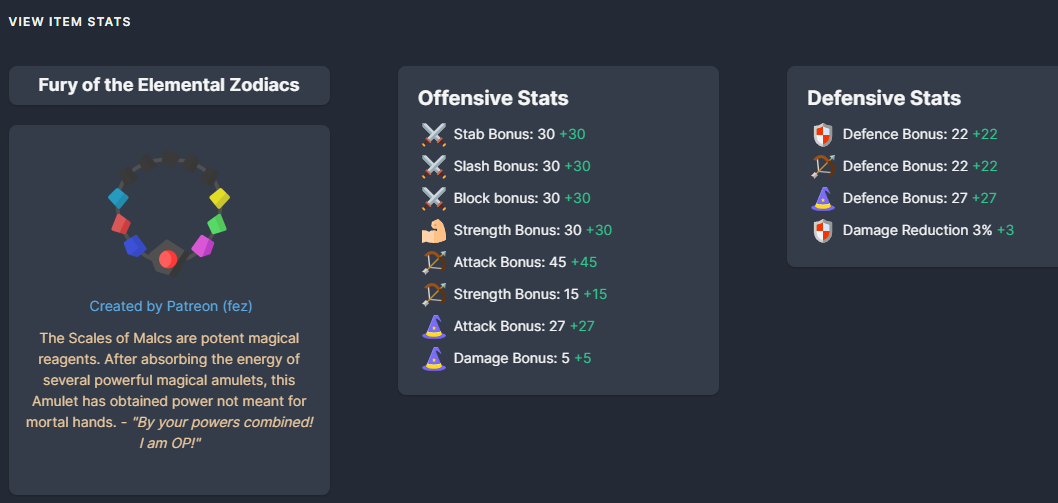 VIEW ITEM STATS
Fury of the Elemental Zodiacs
Created by Patreon (fez)
The Scales of Malcs are potent magical
reagents. After absorbing the energy of
several powerful magical amulets, this
Amulet has obtained power not meant for
mortal hands. - "By your powers combined!
I am OP!"
Offensive Stats
Stab Bonus: 30 +30
Slash Bonus: 30 +30
Block bonus: 30 +30
Strength Bonus: 30 +30
Attack Bonus: 45 +45
Strength Bonus: 15 +15
Attack Bonus: 27 +27
Damage Bonus: 5 +5
Defensive Stats
Defence Bonus: 22 +22
Defence Bonus: 22 +22
Defence Bonus: 27 +27
Damage Reduction 3% +3